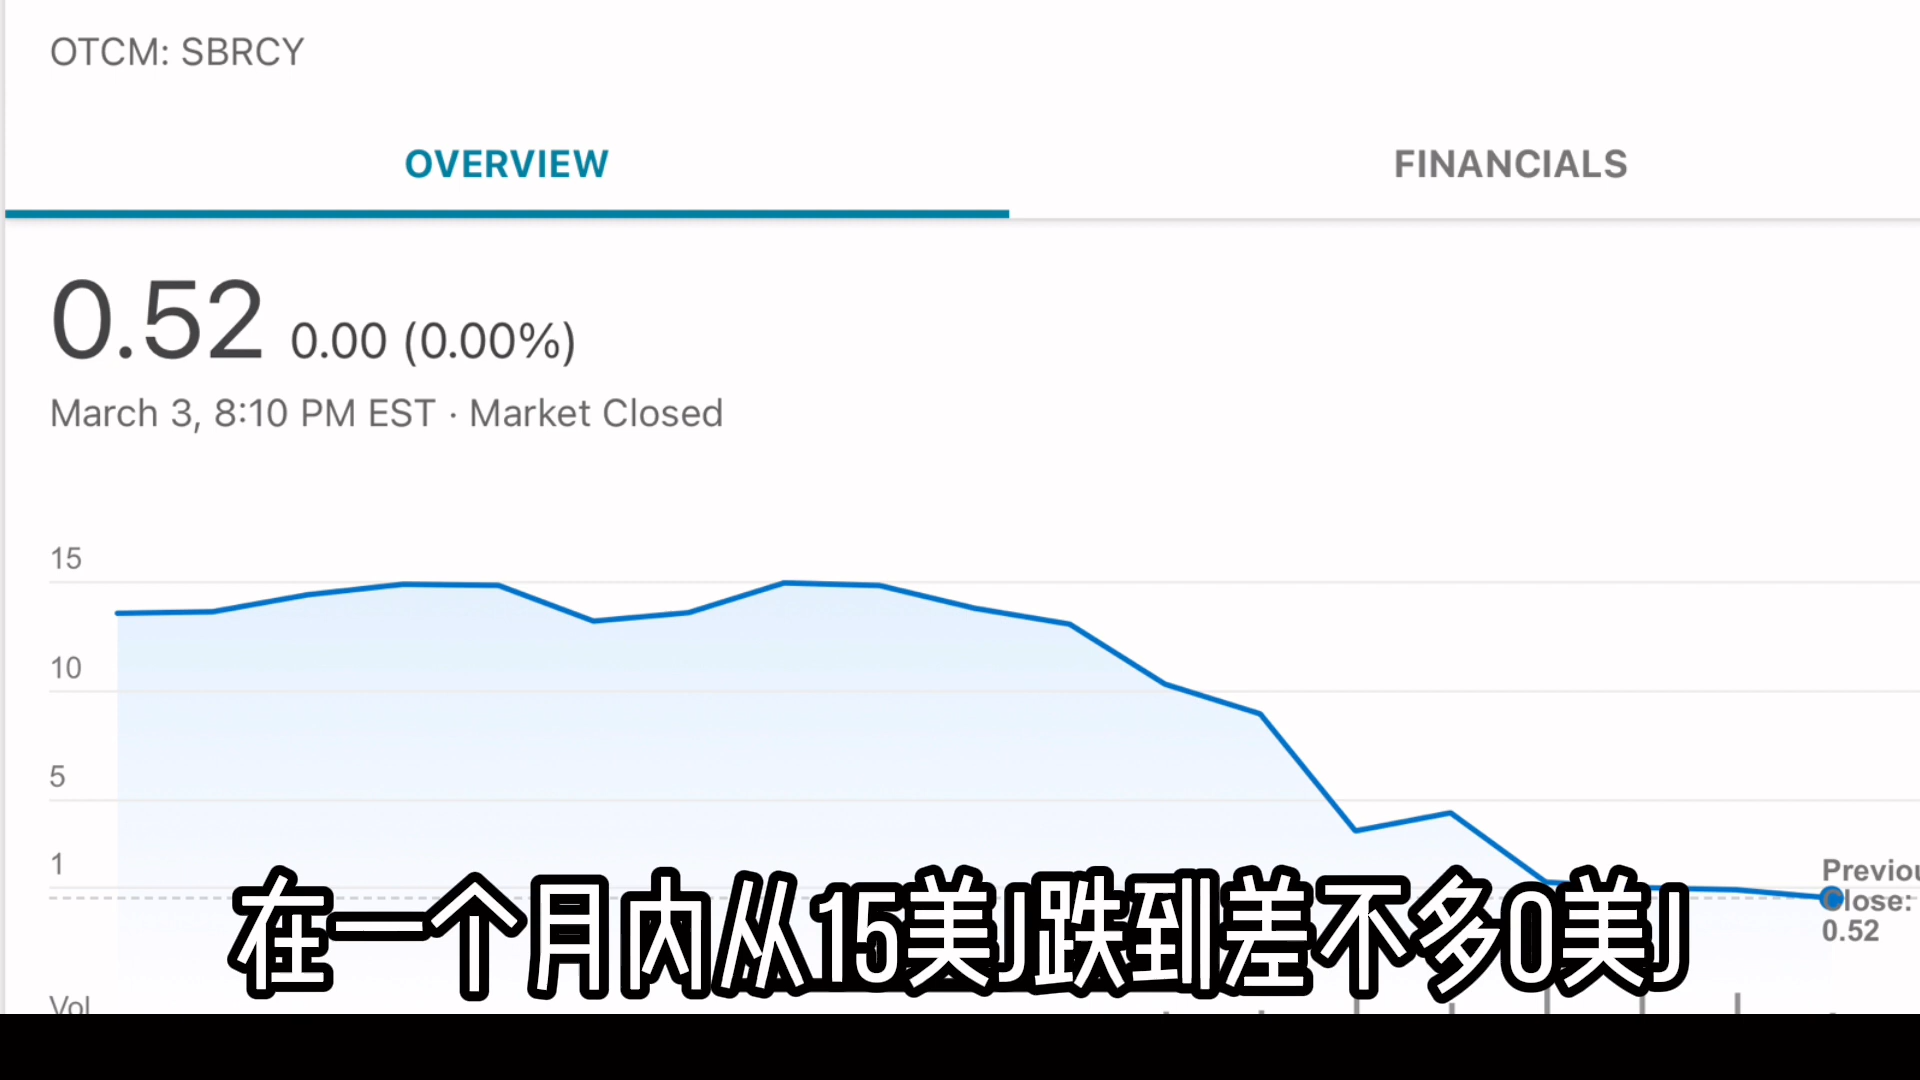 OTCM: SBRCY
OVERVIEW
FINANCIALS
0.52 0.00 (0.00%)
March 3, 8:10 PM EST · Market Closed
15
10
5
1
Previou
Close:
0.52
在一个月内从15美J跌到差不多0美J
Vol